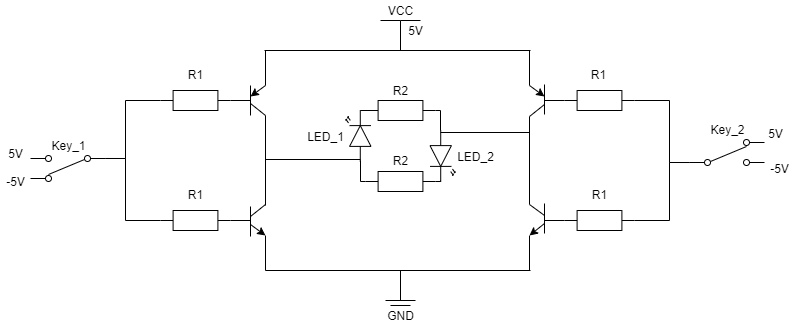 VCC
5V
R1
R1
R2
Key_1
LED_1
Key_2
5V
5V
R2
LED_2
-5V
-5V
R1
R1
GND